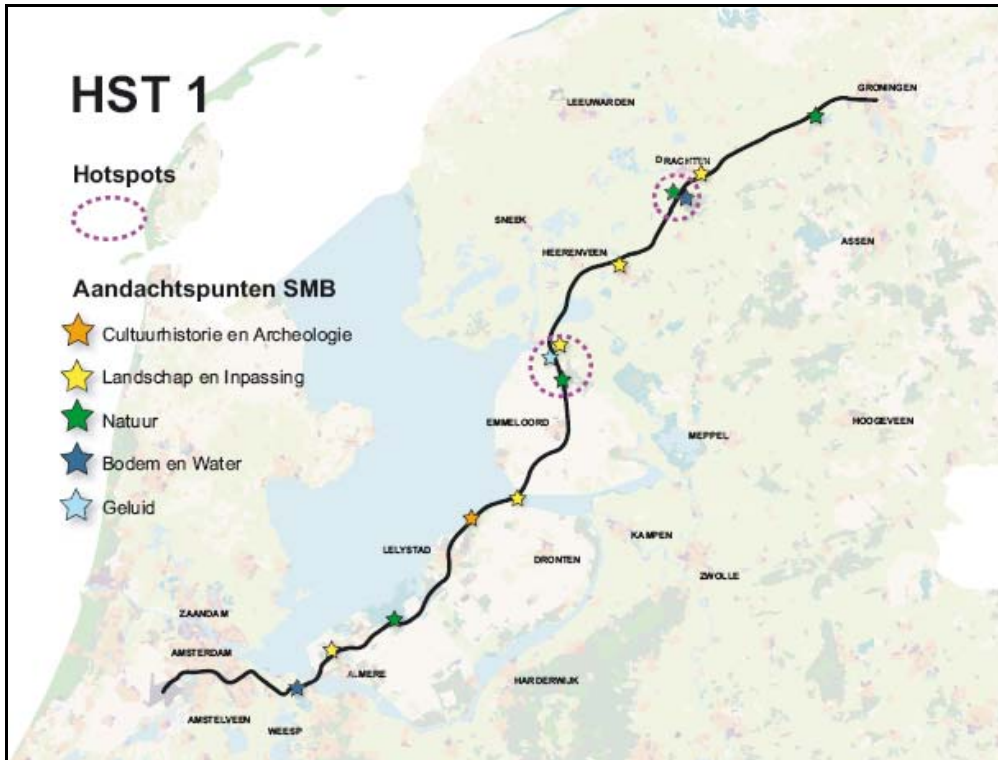 HST 1
Hotspots
Aandachtspunten SMB
Cultuurhistorie en Archeologie
Landschap en Inpassing
Natuur
Bodem en Water
Geluid
GRONINGEN
LEEUWARDEN
DRACHTEN
SNEEK
ASSEN
HEERENVEEN
EMMELOORD
MEPPEL
HOOGEVEEN
KAMPEN
LELYSTAD
DRONTEN
ZWOLLE
ZAANDAM
AMSTERDAM
ALMERE
HARDERWIJK
AMSTELVEEN
WEESP